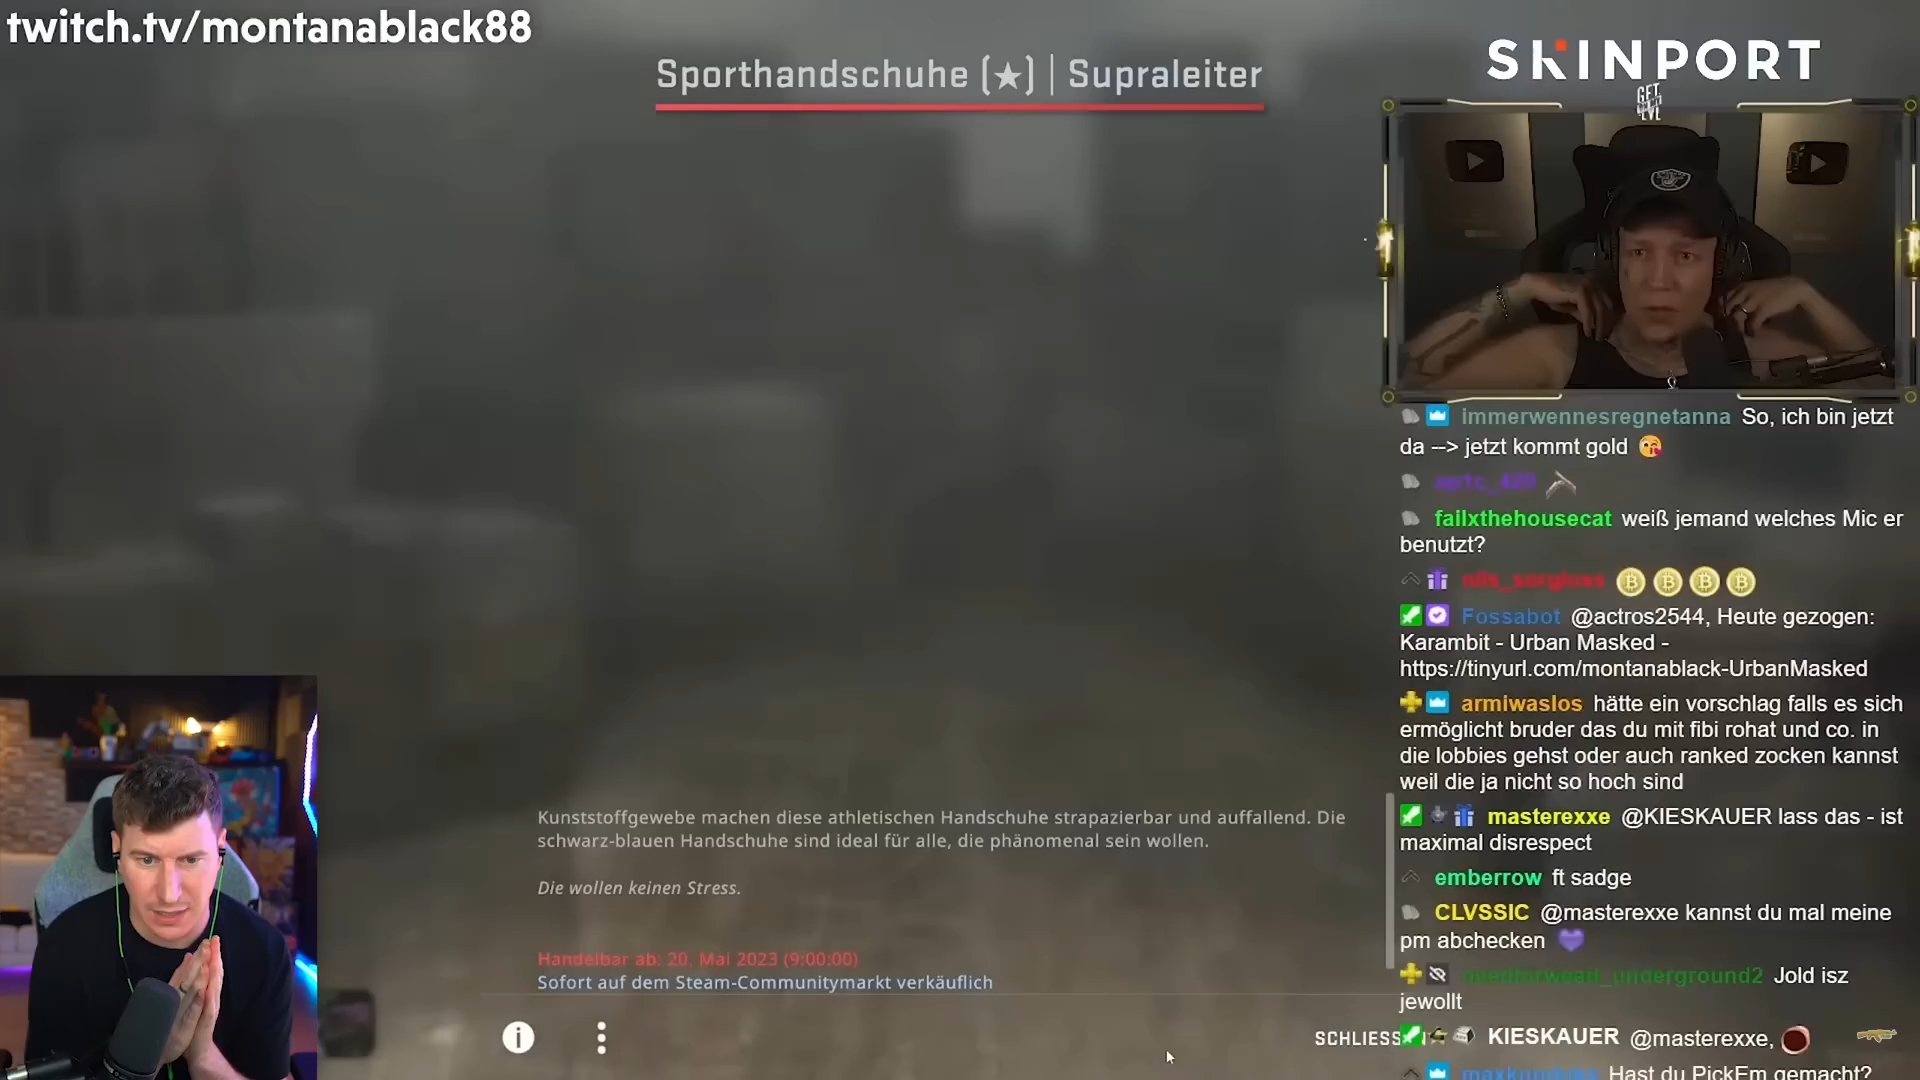 twitch.tv/montanablack88
Sporthandschuhe (★) | Supraleiter
SKINPORT
GET
LVL
immerwennesregnetanna So, ich bin jetzt
da --> jetzt kommt gold
failxthehousecat weiß jemand welches Mic er
benutzt?
Fossabot @actros2544, Heute gezogen:
Karambit - Urban Masked -
https://tinyurl.com/montanablack-UrbanMasked
armiwaslos hätte ein vorschlag falls es sich
ermöglicht bruder das du mit fibi rohat und co. in
die lobbies gehst oder auch ranked zocken kannst
weil die ja nicht so hoch sind
masterexxe @KIESKAUER lass das - ist
maximal disrespect
emberrow ft sadge
CLVSSIC @masterexxe kannst du mal meine
pm abchecken
Jold isz
jewollt
KIESKAUER @masterexxe,
Hast du PickEm gemacht?
Kunststoffgewebe machen diese athletischen Handschuhe strapazierbar und auffallend. Die
schwarz-blauen Handschuhe sind ideal für alle, die phänomenal sein wollen.
Die wollen keinen Stress.
Handelbar ab: 20. Mai 2023 (9:00:00)
Sofort auf dem Steam-Communitymarkt verkäuflich
SCHLIESS